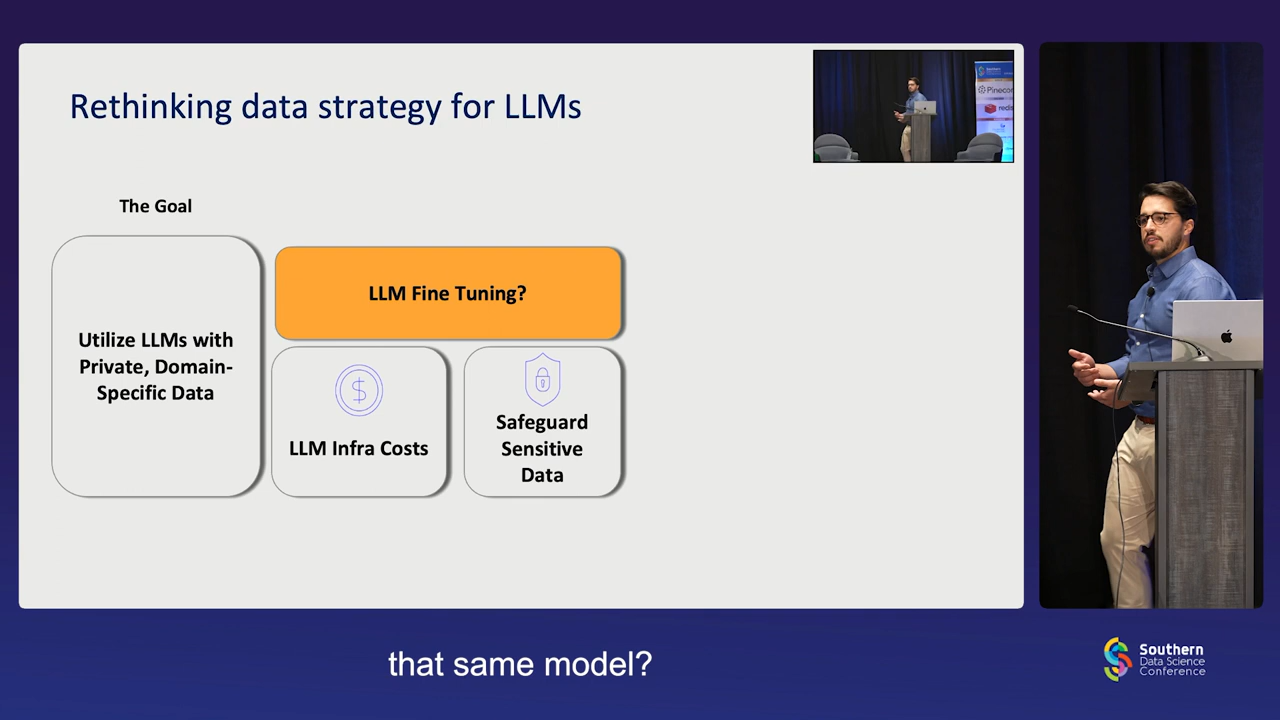 Rethinking data strategy for LLMs
The Goal
Utilize LLMs with
Private, Domain-
Specific Data
LLM Fine Tuning?
$
LLM Infra Costs
Safeguard
Sensitive
Data
that same model?
Southern
Data Science
Conference